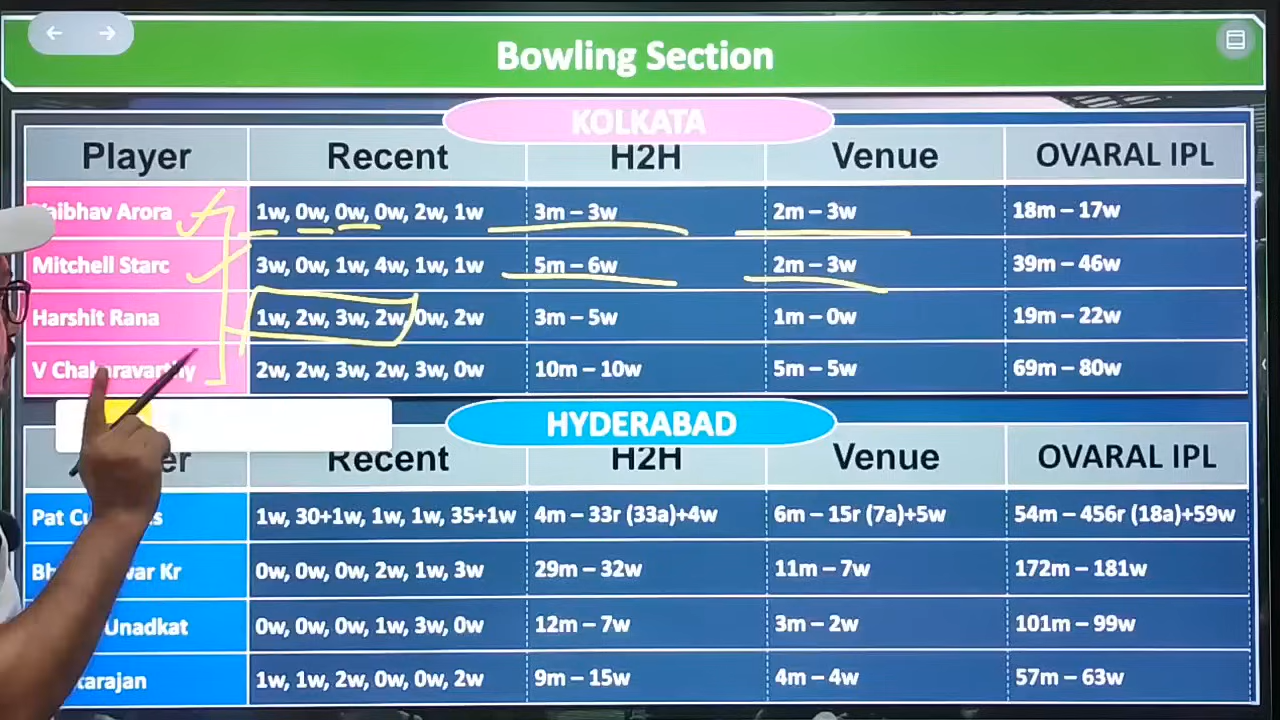 Bowling Section
KOLKATA
Player Recent H2H Venue OVARAL IPL
Vaibhav Arora 1w, 0w, 0w, 0w, 2w, 1w 3m – 3w 2m – 3w 18m – 17w
Mitchell Starc 3w, 0w, 1w, 4w, 1w, 1w 5m – 6w 2m – 3w 39m – 46w
Harshit Rana 1w, 2w, 3w, 2w, 0w, 2w 3m – 5w 1m – 0w 19m – 22w
V 2w, 2w, 3w, 2w, 3w, 0w 10m – 10w 5m – 5w 69m – 80w
HYDERABAD
Recent H2H Venue OVARAL IPL
Pat 1w, 30+1w, 1w, 1w, 35+1w 4m – 33r (33a)+4w 6m – 15r (7a)+5w 54m – 456r (18a)+59w
Kr 0w, 0w, 0w, 2w, 1w, 3w 29m – 32w 11m – 7w 172m – 181w
Unadkat 0w, 0w, 0w, 1w, 3w, 0w 12m – 7w 3m – 2w 101m – 99w
1w, 1w, 2w, 0w, 0w, 2w 9m – 15w 4m – 4w 57m – 63w